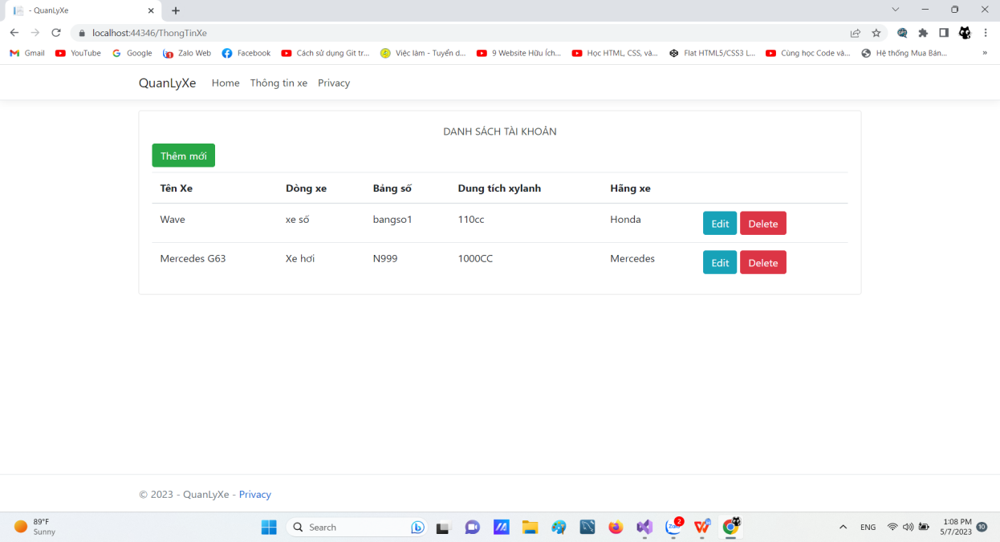 - QuanLyXe
localhost:44346/ThongTinXe
Gmail YouTube Google Zalo Web Facebook Cách sử dụng Git tr... Việc làm - Tuyển d... 9 Website Hữu Ích... Học HTML, CSS, và... Flat HTML5/CSS3 L... Cùng học Code và... Hệ thống Mua Bán... »
QuanLyXe Home Thông tin xe Privacy
DANH SÁCH TÀI KHOẢN
Thêm mới
Tên Xe Dòng xe Bảng số Dung tích xylanh Hãng xe
Wave xe số bangso1 110cc Honda Edit Delete
Mercedes G63 Xe hơi N999 1000CC Mercedes Edit Delete
© 2023 - QuanLyXe - Privacy
89°F
Sunny
Search
2
ENG
1:08 PM
5/7/2023
10